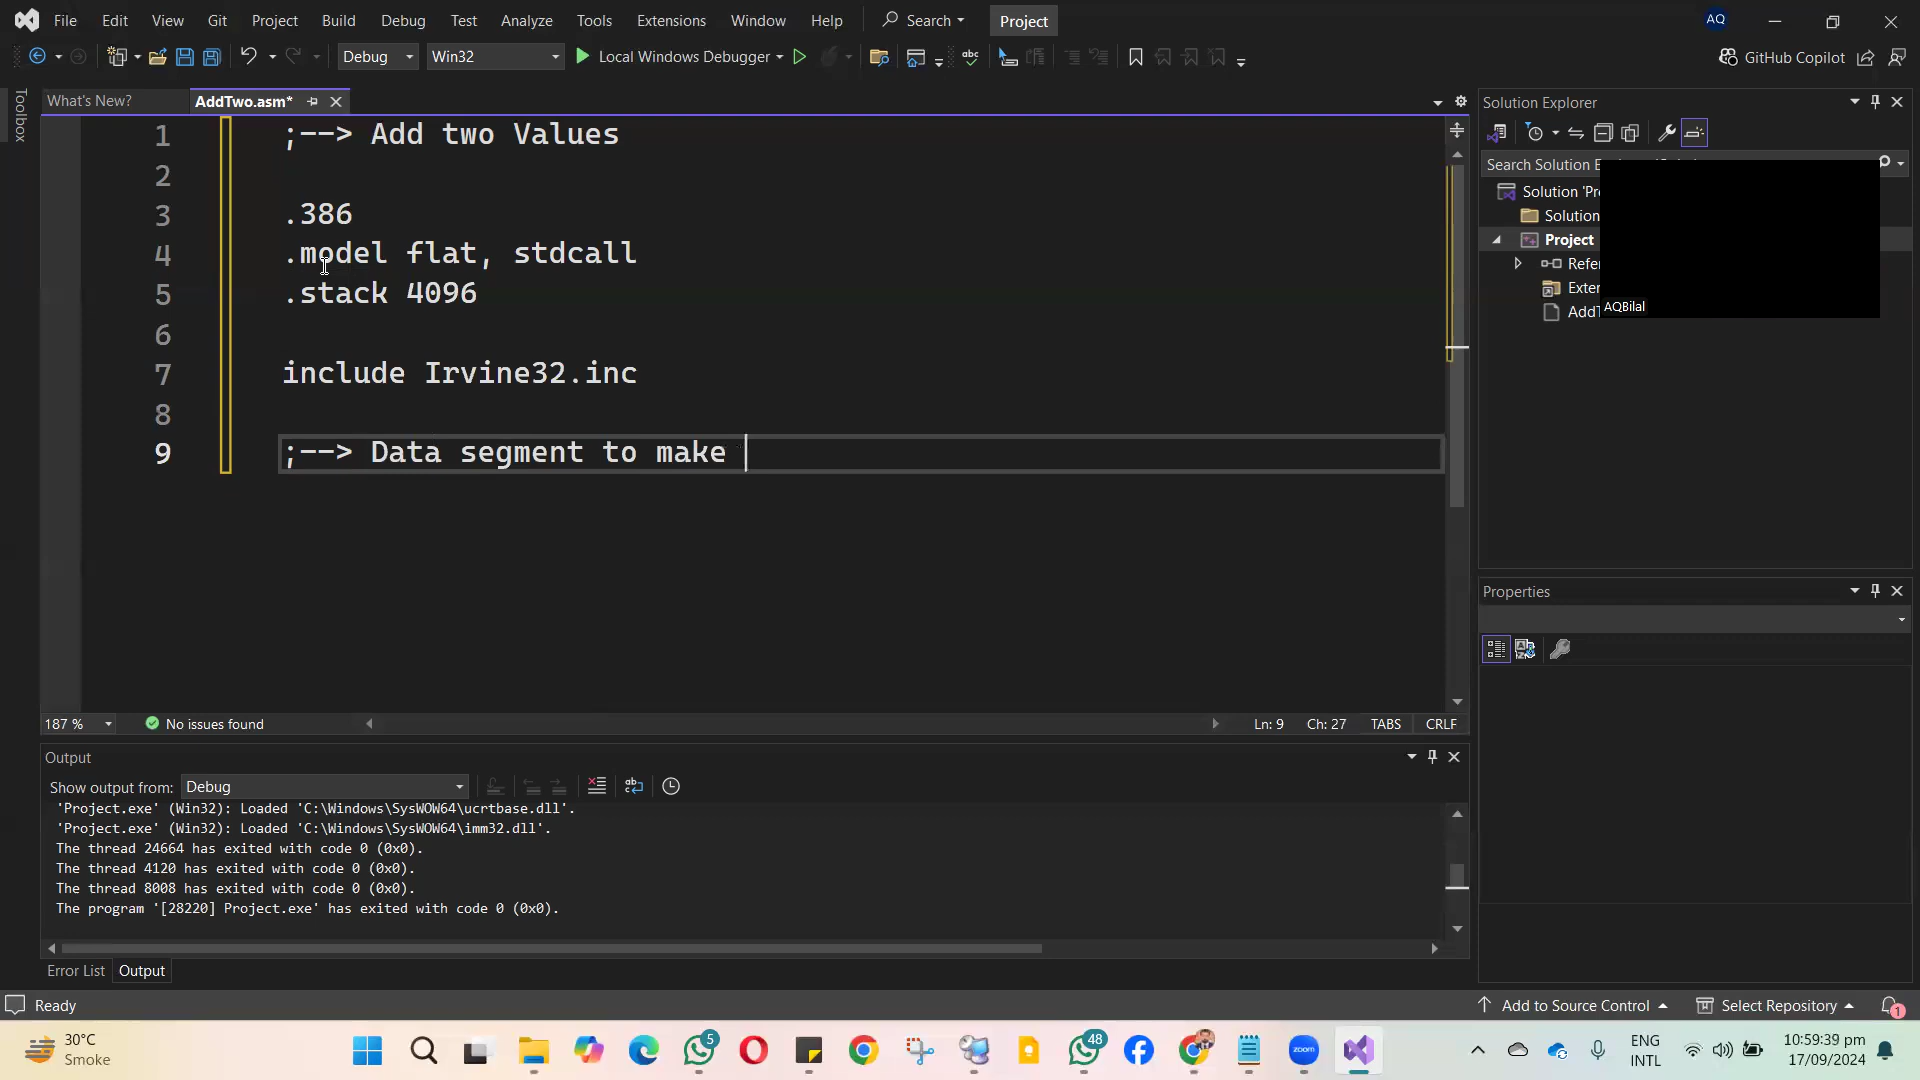 File Edit View Git Project Build Debug Test Analyze Tools Extensions Window Help Search Project AQ
Debug Win32 Local Windows Debugger GitHub Copilot
Toolbox
What's New? AddTwo.asm*
1 ;--> Add two Values
2
3 .386
4 .model flat, stdcall
5 .stack 4096
6
7 include Irvine32.inc
8
9 ;--> Data segment to make
187 % No issues found Ln: 9 Ch: 27 TABS CRLF
Output
Show output from: Debug
'Project.exe' (Win32): Loaded 'C:\Windows\SysWOW64\ucrtbase.dll'.
'Project.exe' (Win32): Loaded 'C:\Windows\SysWOW64\imm32.dll'.
The thread 24664 has exited with code 0 (0x0).
The thread 4120 has exited with code 0 (0x0).
The thread 8008 has exited with code 0 (0x0).
The program '[28220] Project.exe' has exited with code 0 (0x0).
Error List Output
Solution Explorer
Search Solution E
Solution 'Pr
Solution
Project
Refe
Exter
AddT
AQBilal
Properties
Ready Add to Source Control Select Repository 1
30°C
Smoke
5
48
zoom
ENG
INTL
10:59:39 pm
17/09/2024